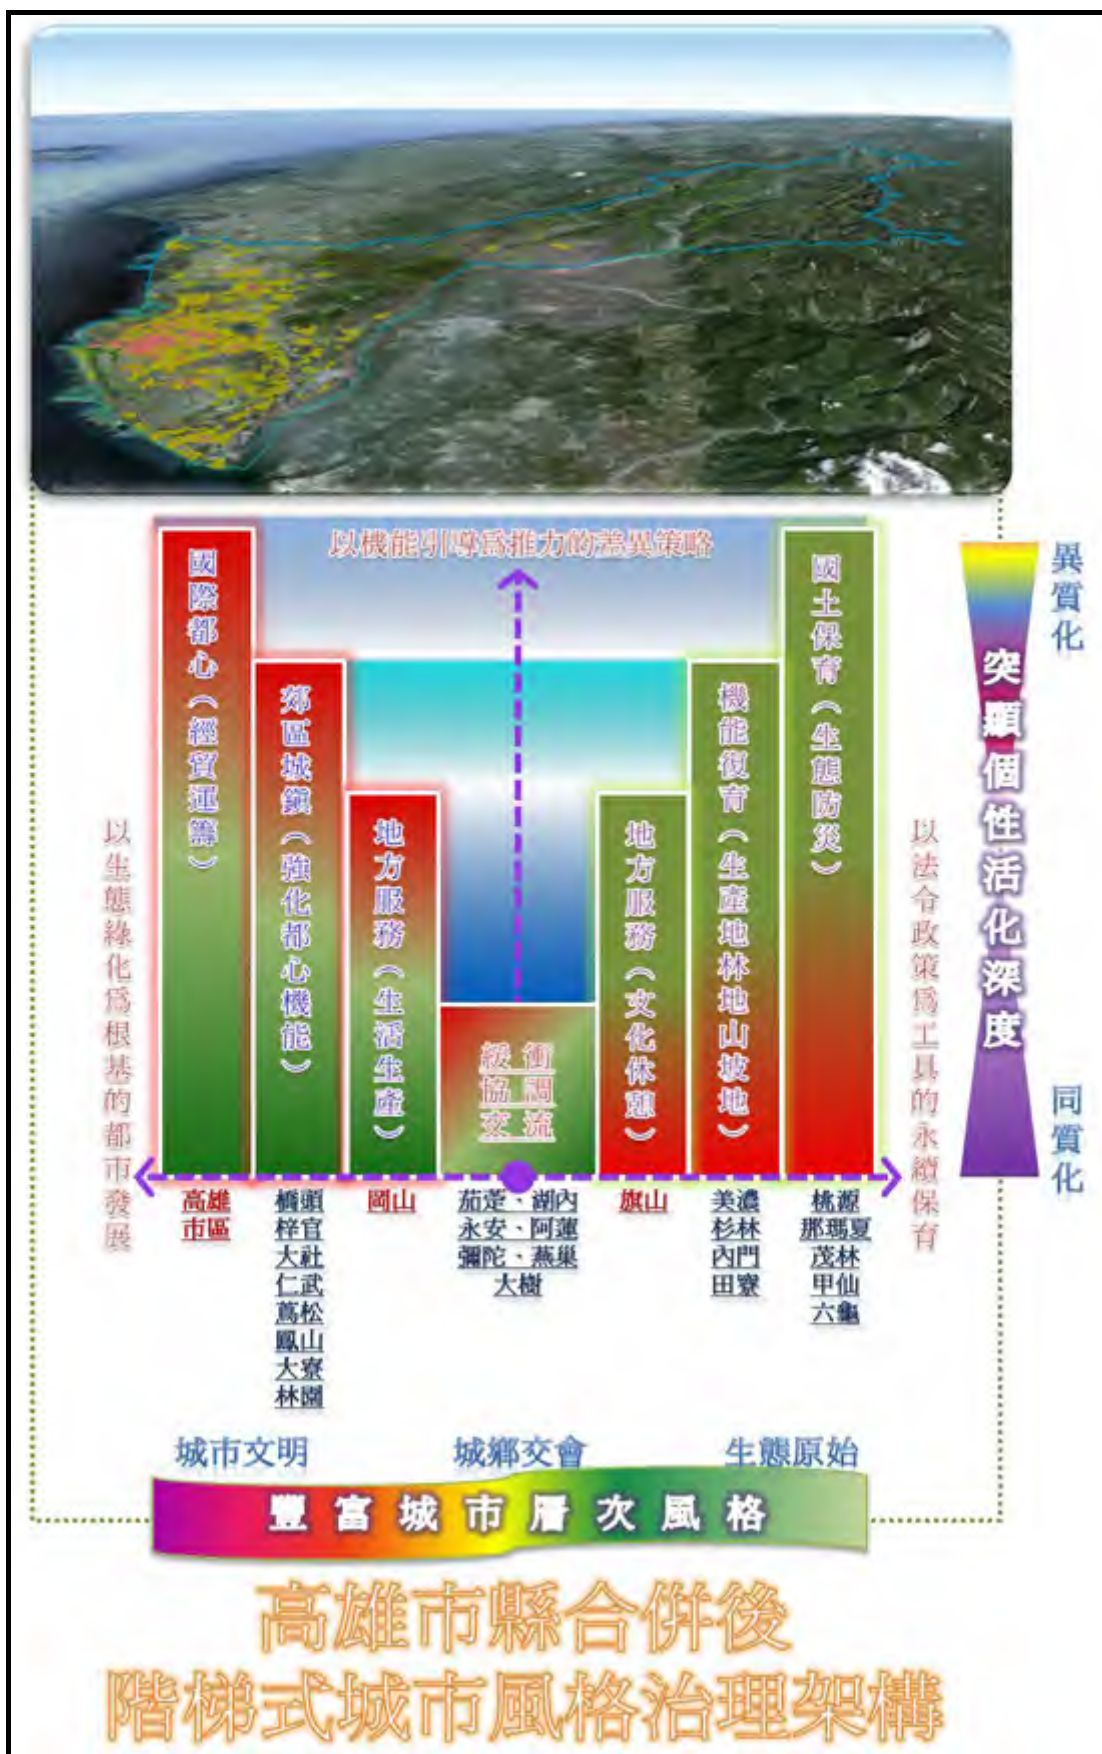 以機能引導為推力的差異策略
國際都心（經貿運籌）
郊區城鎮（強化都心機能）
地方服務（生活生產）
緩衝
協調
交流
地方服務（文化休憩）
機能復育（生產地林地山坡地）
國土保育（生態防災）
以生態綠化為根基的都市發展
以法令政策為工具的永續保育
異質化
突顯個性活化深度
同質化
高雄
市區
橋頭
梓官
大社
仁武
蔦松
鳳山
大寮
林園
岡山
茄萣、湖內
永安、阿蓮
彌陀、燕巢
大樹
旗山
美濃
杉林
內門
田寮
桃源
那瑪夏
茂林
甲仙
六龜
城市文明
城鄉交會
生態原始
豐富城市層次風格
高雄市縣合併後
階梯式城市風格治理架構